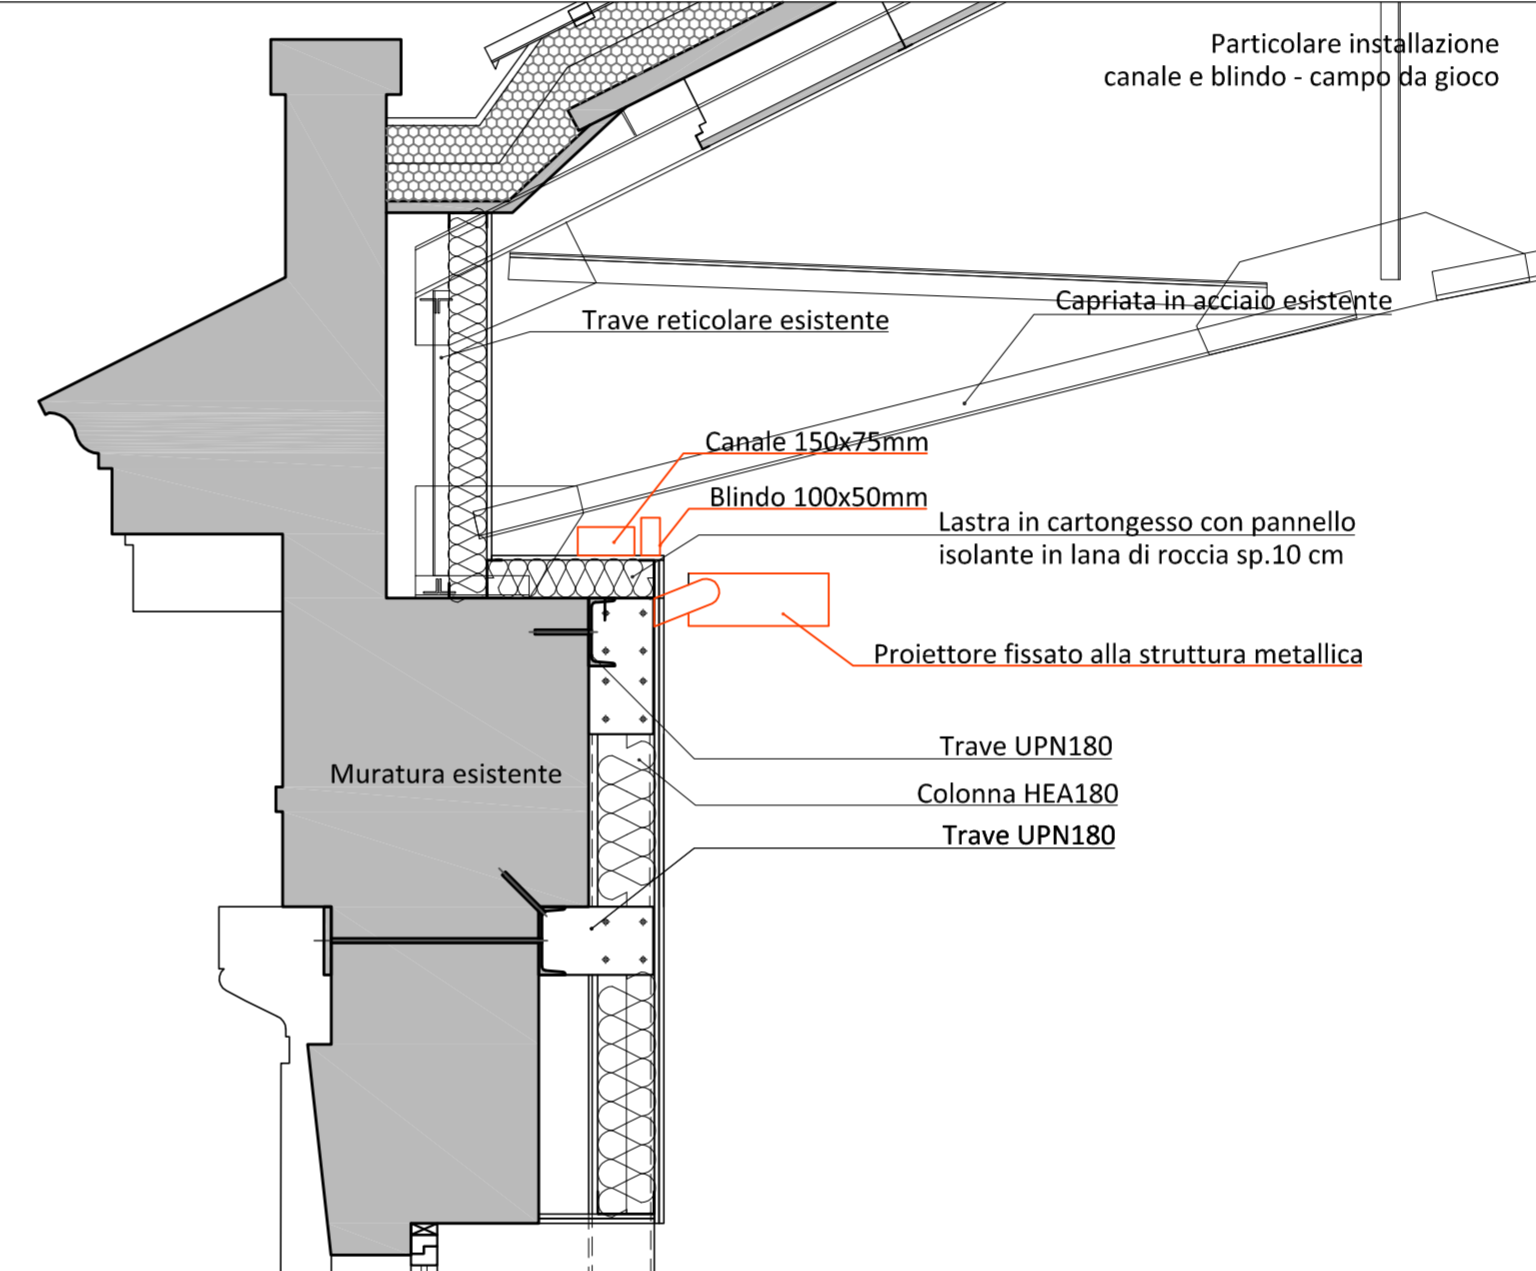 Particolare installazione
canale e blindo - campo da gioco
Capriata in acciaio esistente
Trave reticolare esistente
Canale 150x75mm
Blindo 100x50mm
Lastra in cartongesso con pannello
isolante in lana di roccia sp.10 cm
Proiettore fissato alla struttura metallica
Trave UPN180
Muratura esistente
Colonna HEA180
Trave UPN180